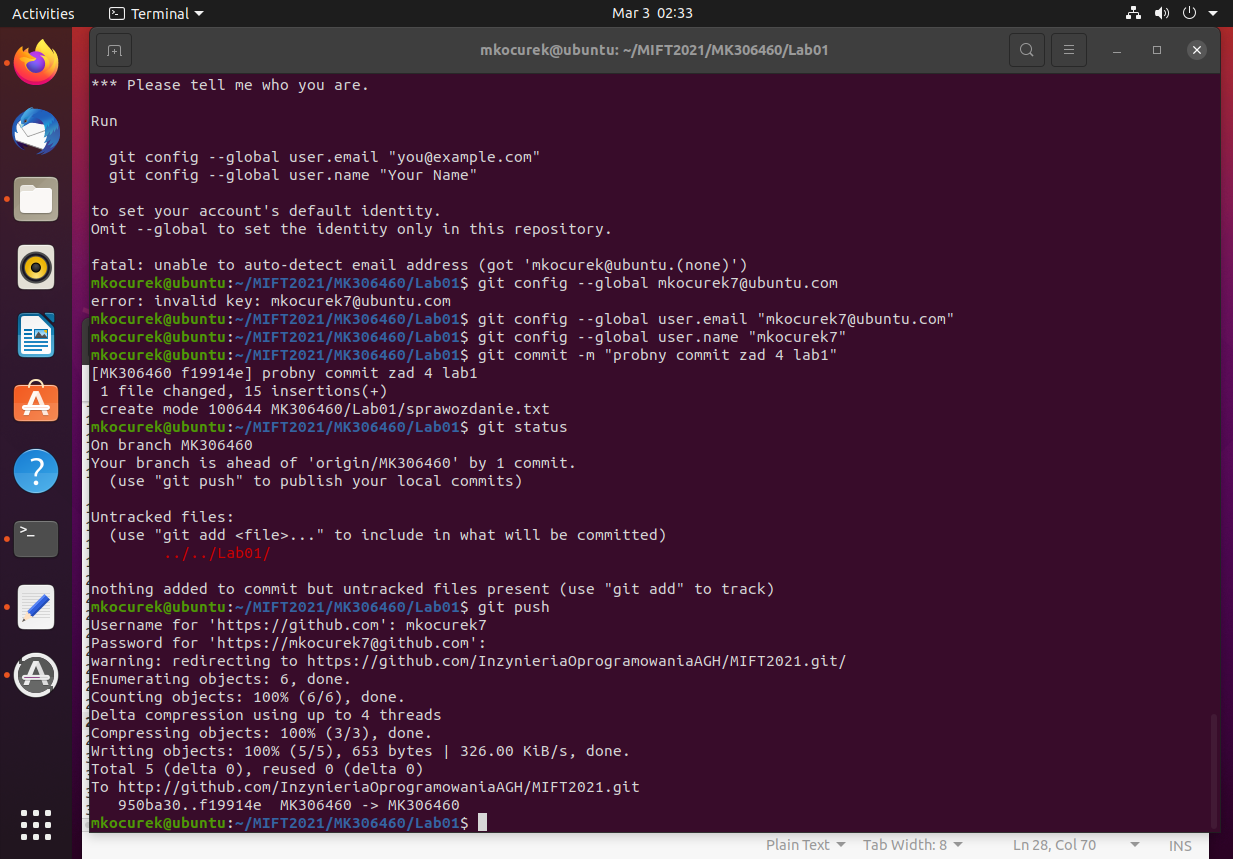 Activities
Terminal
Mar 3 02:33
mkocurek@ubuntu: ~/MIFT2021/MK306460/Lab01
*** Please tell me who you are.
Run
git config --global user.email "you@example.com"
git config --global user.name "Your Name"
to set your account's default identity.
Omit --global to set the identity only in this repository.
fatal: unable to auto-detect email address (got 'mkocurek@ubuntu.(none)')
mkocurek@ubuntu:~/MIFT2021/MK306460/Lab01$ git config --global mkocurek7@ubuntu.com
error: invalid key: mkocurek7@ubuntu.com
mkocurek@ubuntu:~/MIFT2021/MK306460/Lab01$ git config --global user.email "mkocurek7@ubuntu.com"
mkocurek@ubuntu:~/MIFT2021/MK306460/Lab01$ git config --global user.name "mkocurek7"
mkocurek@ubuntu:~/MIFT2021/MK306460/Lab01$ git commit -m "probny commit zad 4 lab1"
[MK306460 f19914e] probny commit zad 4 lab1
1 file changed, 15 insertions(+)
create mode 100644 MK306460/Lab01/sprawozdanie.txt
mkocurek@ubuntu:~/MIFT2021/MK306460/Lab01$ git status
On branch MK306460
Your branch is ahead of 'origin/MK306460' by 1 commit.
(use "git push" to publish your local commits)
Untracked files:
(use "git add <file>..." to include in what will be committed)
../../Lab01/
nothing added to commit but untracked files present (use "git add" to track)
mkocurek@ubuntu:~/MIFT2021/MK306460/Lab01$ git push
Username for 'https://github.com': mkocurek7
Password for 'https://mkocurek7@github.com':
warning: redirecting to https://github.com/InzynieriaOprogramowaniaAGH/MIFT2021.git/
Enumerating objects: 6, done.
Counting objects: 100% (6/6), done.
Delta compression using up to 4 threads
Compressing objects: 100% (3/3), done.
Writing objects: 100% (5/5), 653 bytes | 326.00 KiB/s, done.
Total 5 (delta 0), reused 0 (delta 0)
To http://github.com/InzynieriaOprogramowaniaAGH/MIFT2021.git
950ba30..f19914e MK306460 -> MK306460
mkocurek@ubuntu:~/MIFT2021/MK306460/Lab01$
Plain Text
Tab Width: 8
Ln 28, Col 70
INS